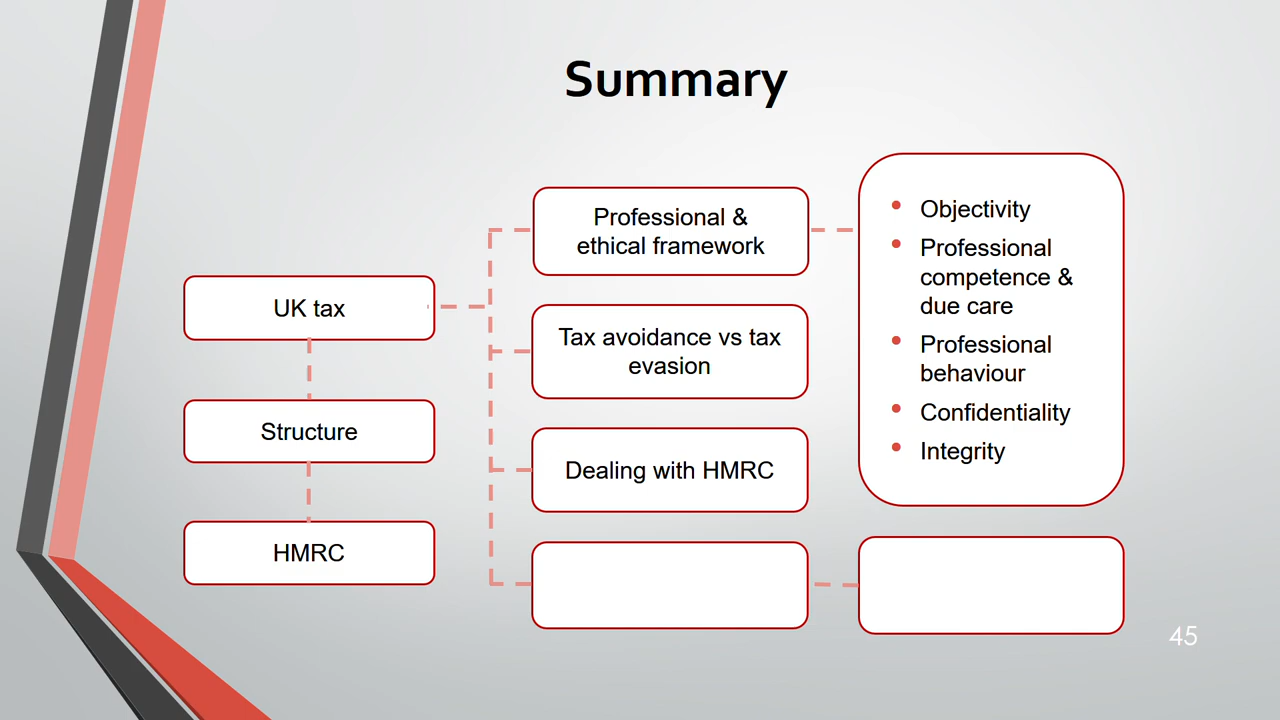 Summary
UK tax
Structure
HMRC
Professional &
ethical framework
Tax avoidance vs tax
evasion
Dealing with HMRC
• Objectivity
• Professional
competence &
due care
• Professional
behaviour
• Confidentiality
• Integrity
45